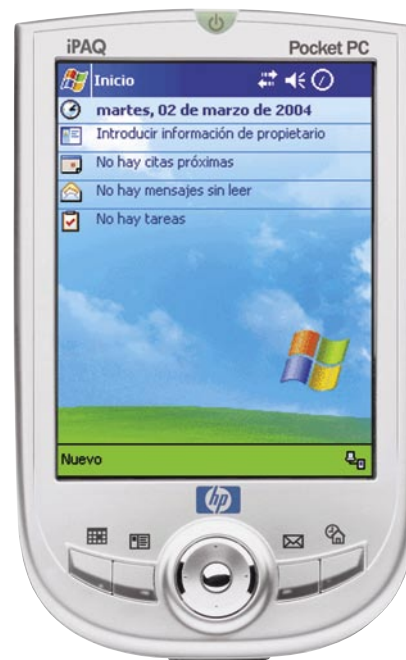 iPAQ Pocket PC
Inicio
martes, 02 de marzo de 2004
Introducir información de propietario
No hay citas próximas
No hay mensajes sin leer
No hay tareas
Nuevo
hp